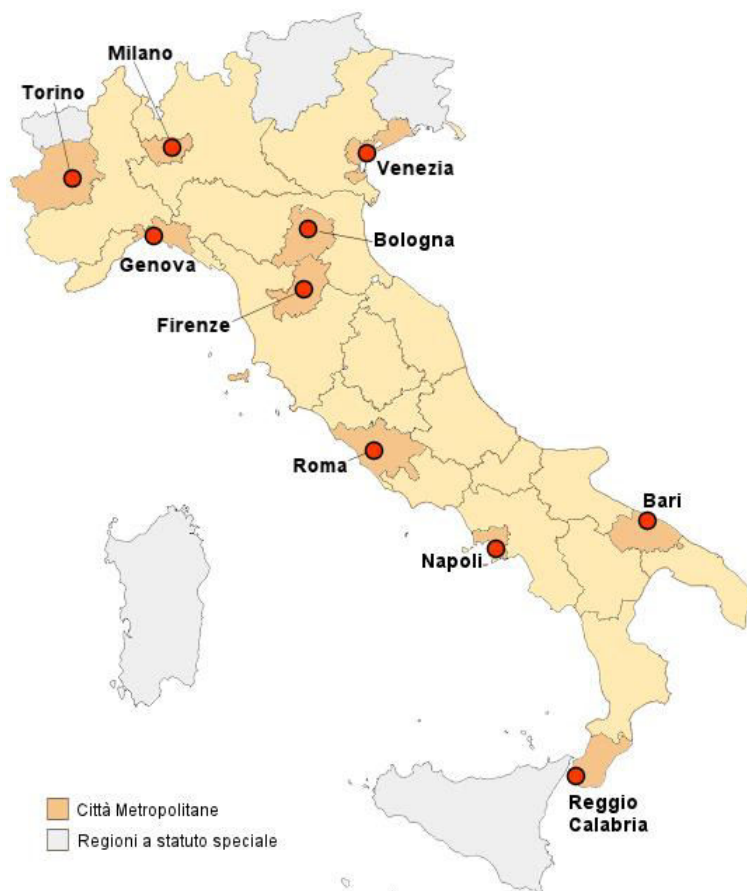 Milano
Torino
Venezia
Bologna
Genova
Firenze
Roma
Bari
Napoli
Reggio
Calabria
Città Metropolitane
Regioni a statuto speciale